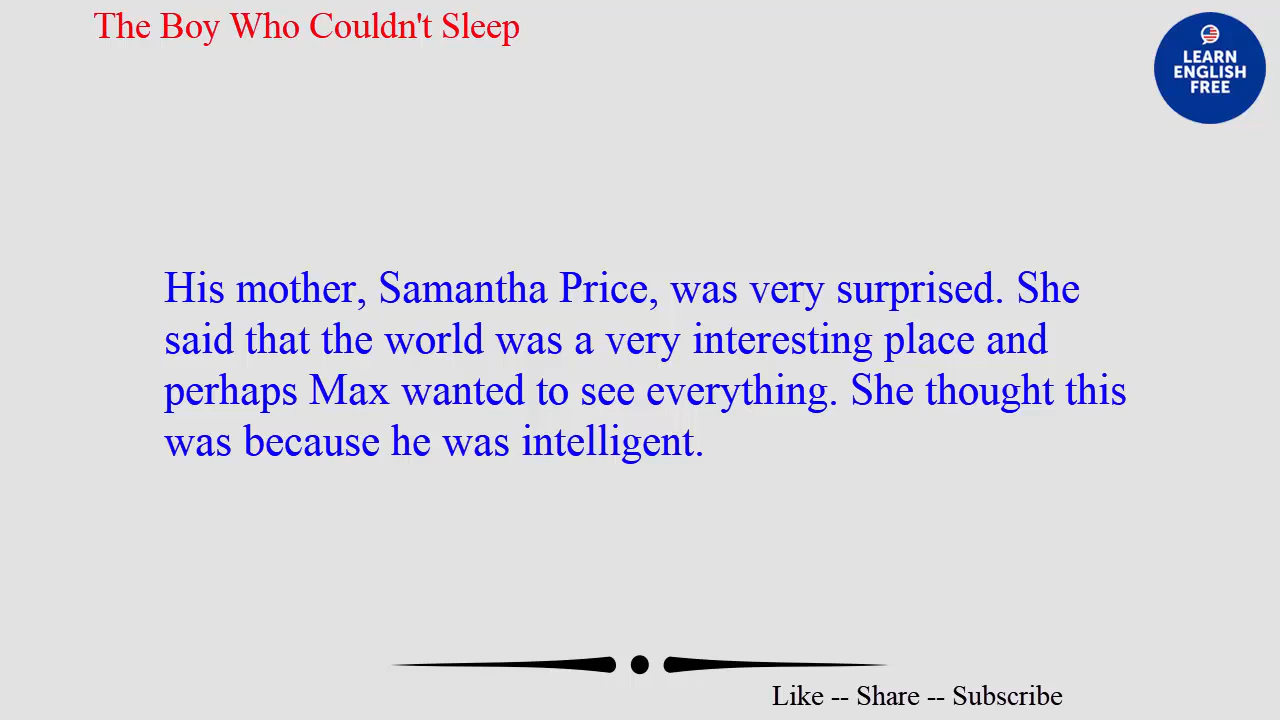 The Boy Who Couldn't Sleep
LEARN
ENGLISH
FREE
His mother, Samantha Price, was very surprised. She
said that the world was a very interesting place and
perhaps Max wanted to see everything. She thought this
was because he was intelligent.
Like -- Share -- Subscribe